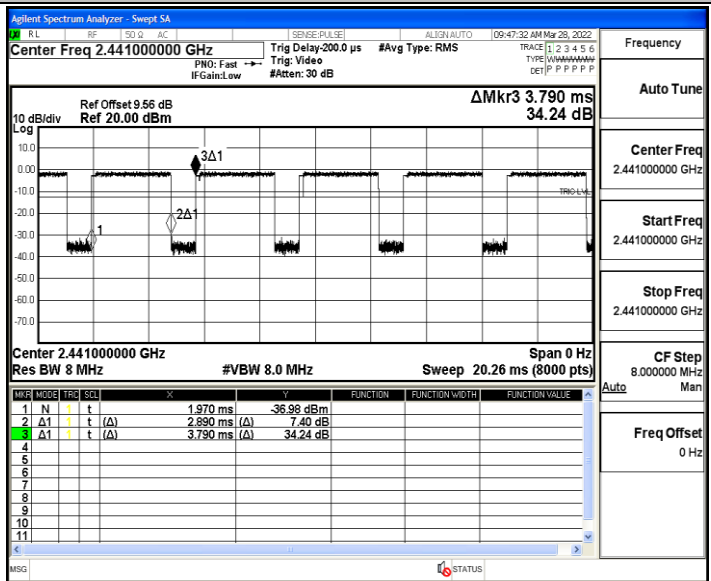 Agilent Spectrum Analyzer - Swept SA
LXI RL RF 50 Ω AC SENSE:PULSE ALIGN AUTO 09:47:32 AM Mar 28, 2022
Center Freq 2.441000000 GHz Trig Delay-200.0 µs #Avg Type: RMS TRACE 1 2 3 4 5 6
PNO: Fast Trig: Video TYPE WWWWWW
IFGain:Low #Atten: 30 dB DET P P P P P P
ΔMkr3 3.790 ms
34.24 dB
Ref Offset 9.56 dB
10 dB/div Ref 20.00 dBm
Log
10.0
0.00
-10.0
-20.0
-30.0
-40.0
-50.0
-60.0
-70.0
3Δ1
TRIG LVL
2Δ1
1
Center 2.441000000 GHz Span 0 Hz
Res BW 8 MHz #VBW 8.0 MHz Sweep 20.26 ms (8000 pts)
MKR MODE TRC SCL X Y FUNCTION FUNCTION WIDTH FUNCTION VALUE
1 N 1 t 1.970 ms -36.98 dBm
2 Δ1 1 t (Δ) 2.890 ms (Δ) 7.40 dB
3 Δ1 1 t (Δ) 3.790 ms (Δ) 34.24 dB
4
5
6
7
8
9
10
11
MSG STATUS
Frequency
Auto Tune
Center Freq
2.441000000 GHz
Start Freq
2.441000000 GHz
Stop Freq
2.441000000 GHz
CF Step
8.000000 MHz
Auto Man
Freq Offset
0 Hz